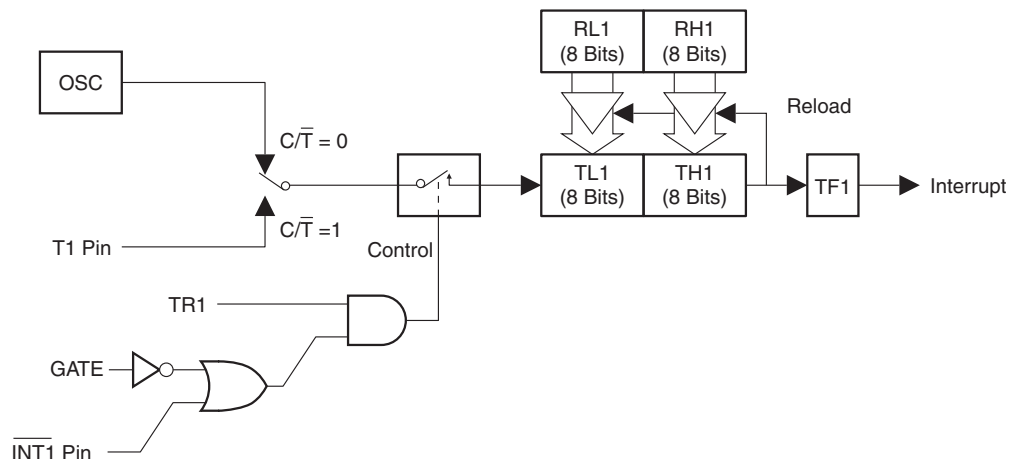 RL1
(8 Bits)
RH1
(8 Bits)
OSC
Reload
C/T̅ = 0
TL1
(8 Bits)
TH1
(8 Bits)
TF1
Interrupt
C/T̅ =1
T1 Pin
Control
TR1
GATE
I̅N̅T̅1̅ Pin